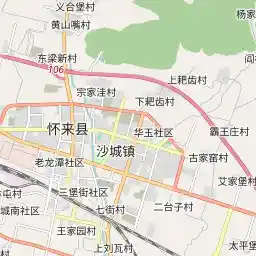 义合堡村
黄山嘴村
杨家
东梁新村
106
上耙齿村
阎
宗家洼村
下耙齿村
怀来县
华玉社区
霸王庄村
沙城镇
老龙潭社区
古家窑村
三堡街社区
艾家堡村
屯村
城南社区
七街村
二台子村
王家园村
上刘瓦村
太平堡村